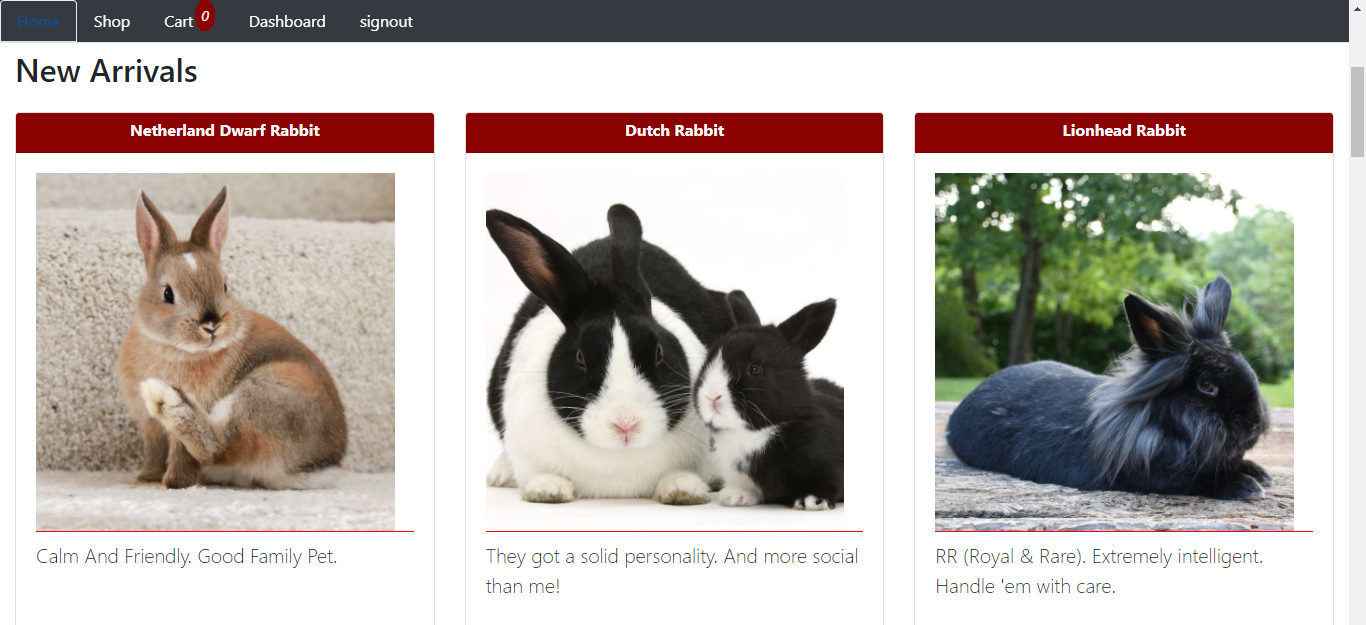 Home Shop Cart 0 Dashboard signout
New Arrivals
Netherland Dwarf Rabbit
Calm And Friendly. Good Family Pet.
Dutch Rabbit
They got a solid personality. And more social
than me!
Lionhead Rabbit
RR (Royal & Rare). Extremely intelligent.
Handle 'em with care.